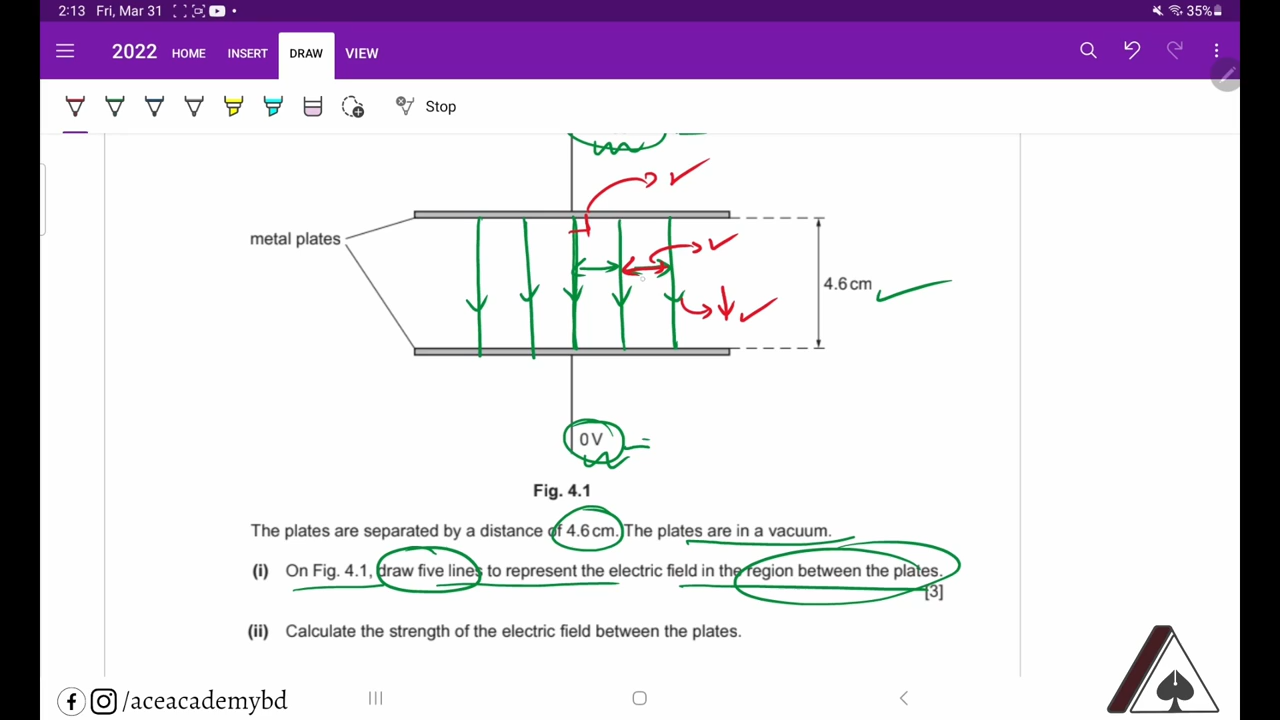 2:13 Fri, Mar 31 35%
2022 HOME INSERT DRAW VIEW
Stop
metal plates
4.6 cm
0 V
Fig. 4.1
The plates are separated by a distance of 4.6 cm. The plates are in a vacuum.
(i) On Fig. 4.1, draw five lines to represent the electric field in the region between the plates.
[3]
(ii) Calculate the strength of the electric field between the plates.
/aceacademybd